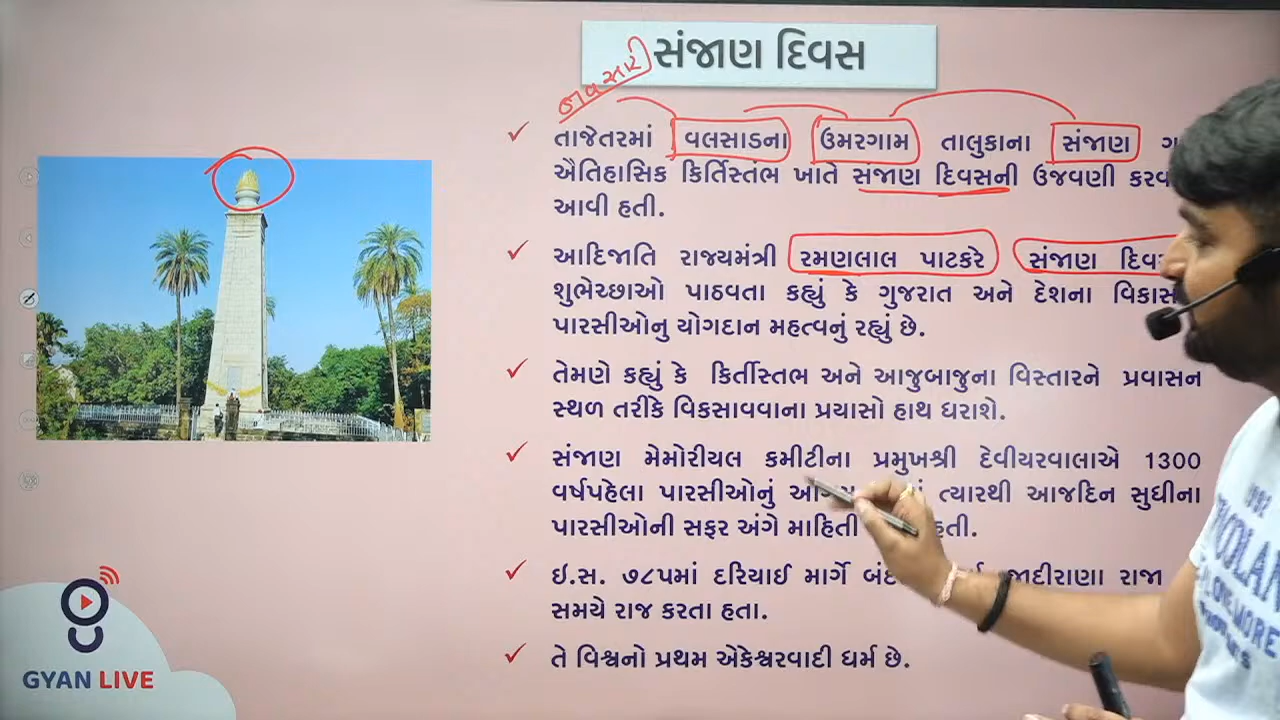 સંજાણ દિવસ
નવસારી
તાજેતરમાં વલસાડના ઉમરગામ તાલુકાના સંજાણ
ઐતિહાસિક કિર્તિસ્તંભ ખાતે સંજાણ દિવસની ઉજવણી
આવી હતી.
આદિજાતિ રાજ્યમંત્રી રમણલાલ પાટકરે સંજાણ
શુભેચ્છાઓ પાઠવતા કહ્યું કે ગુજરાત અને દેશના
પારસીઓનુ યોગદાન મહત્વનું રહ્યું છે.
તેમણે કહ્યું કે કિર્તીસ્તભ અને આજુબાજુના વિસ્તારને પ્રવાસન
સ્થળ તરીકે વિકસાવવાના પ્રયાસો હાથ ધરાશે.
સંજાણ મેમોરીયલ કમીટીના પ્રમુખશ્રી દેવીયરવાલાએ 1300
વર્ષપહેલા પારસીઓનું ત્યારથી આજદિન સુધીના
પારસીઓની સફર અંગે માહિતી હતી.
ઇ.સ. ૭૮૫માં દરિયાઈ માર્ગે જાદીરાણા રાજા
સમયે રાજ કરતા હતા.
તે વિશ્વનો પ્રથમ એકેશ્વરવાદી ધર્મ છે.
GYAN LIVE